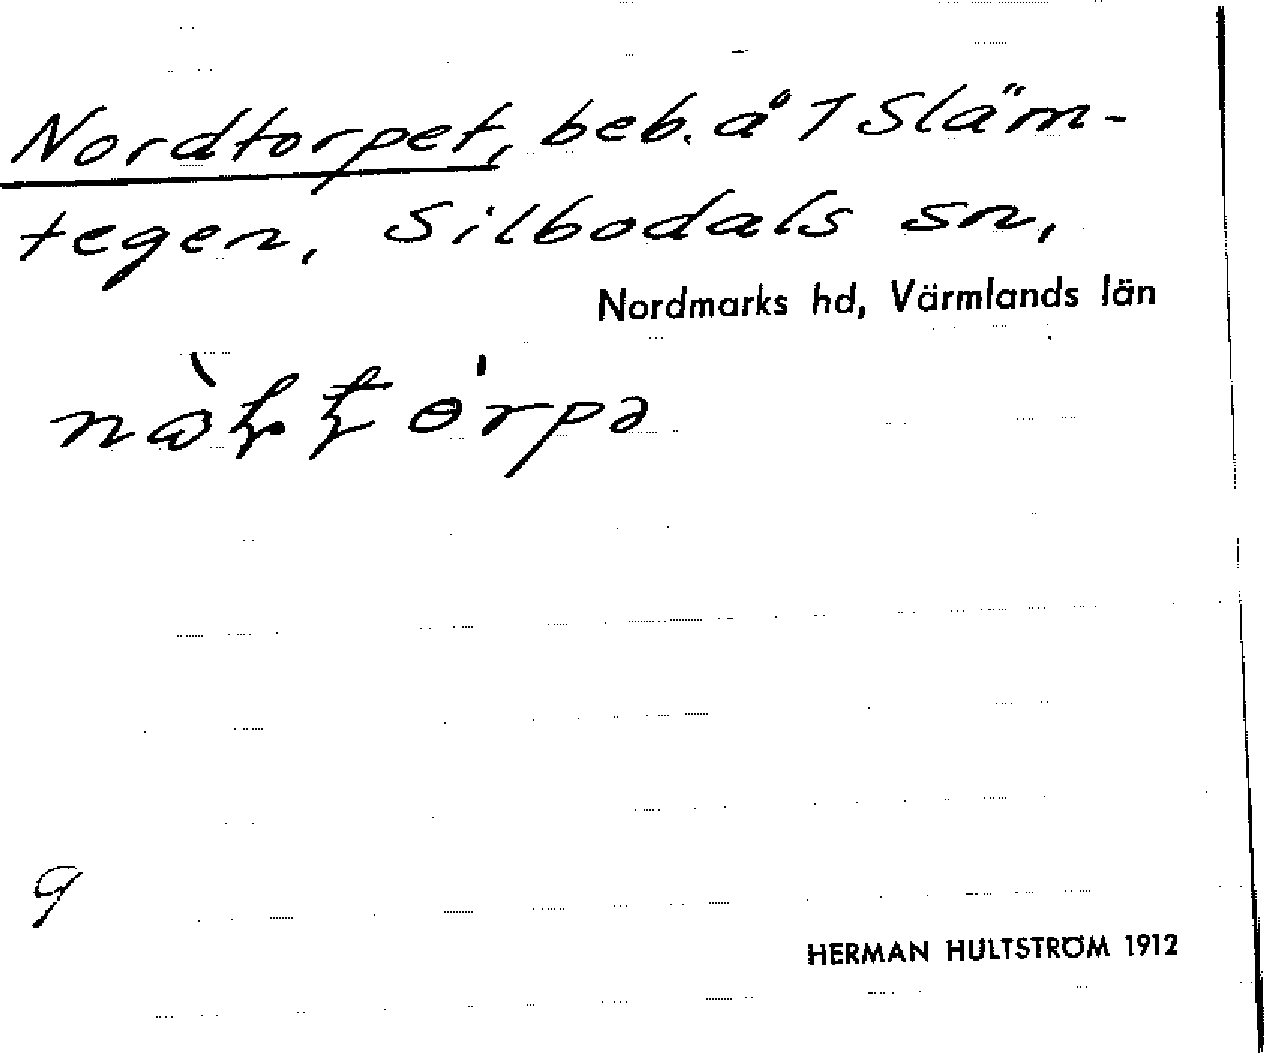 Nordtorpet, beb. å 1 Släm-
tegen, Silbodals sn,
Nordmarks hd, Värmlands län
9
HERMAN HULTSTRÖM 1912